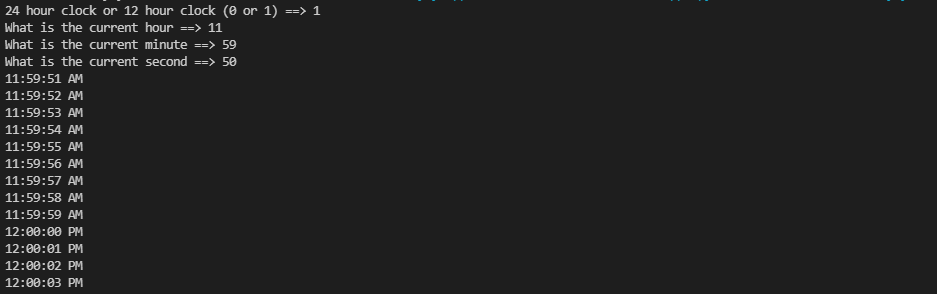 24 hour clock or 12 hour clock (0 or 1) ==> 1
What is the current hour ==> 11
What is the current minute ==> 59
What is the current second ==> 50
11:59:51 AM
11:59:52 AM
11:59:53 AM
11:59:54 AM
11:59:55 AM
11:59:56 AM
11:59:57 AM
11:59:58 AM
11:59:59 AM
12:00:00 PM
12:00:01 PM
12:00:02 PM
12:00:03 PM